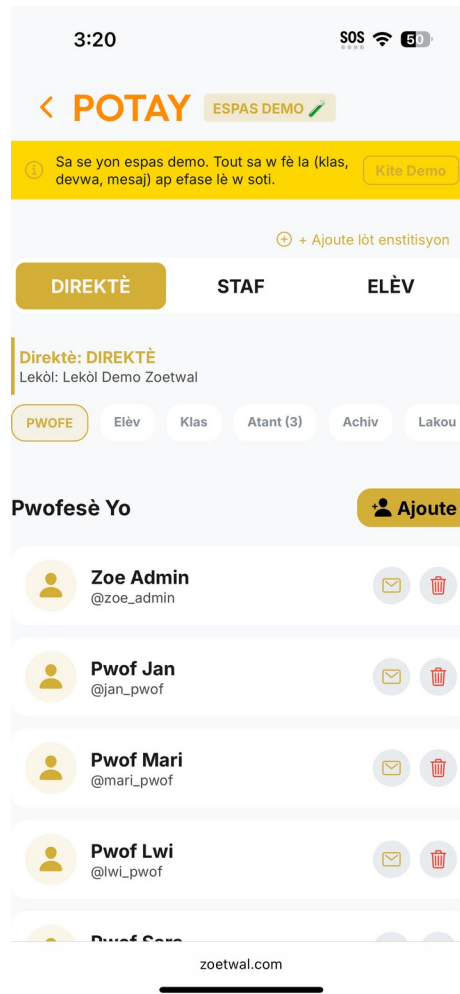 3:20
SOS
50
POTAY
ESPAS DEMO
Sa se yon espas demo. Tout sa w fè la (klas,
devwa, mesaj) ap efase lè w soti.
Kite Demo
+ Ajoute lòt enstitisyon
DIREKTÈ
STAF
ELÈV
Direktè: DIREKTÈ
Lekòl: Lekòl Demo Zoetwal
PWOFE
Elèv
Klas
Atant (3)
Achiv
Lakou
Pwofesè Yo
Ajoute
Zoe Admin
@zoe_admin
Pwof Jan
@jan_pwof
Pwof Mari
@mari_pwof
Pwof Lwi
@lwi_pwof
Pwof
zoetwal.com